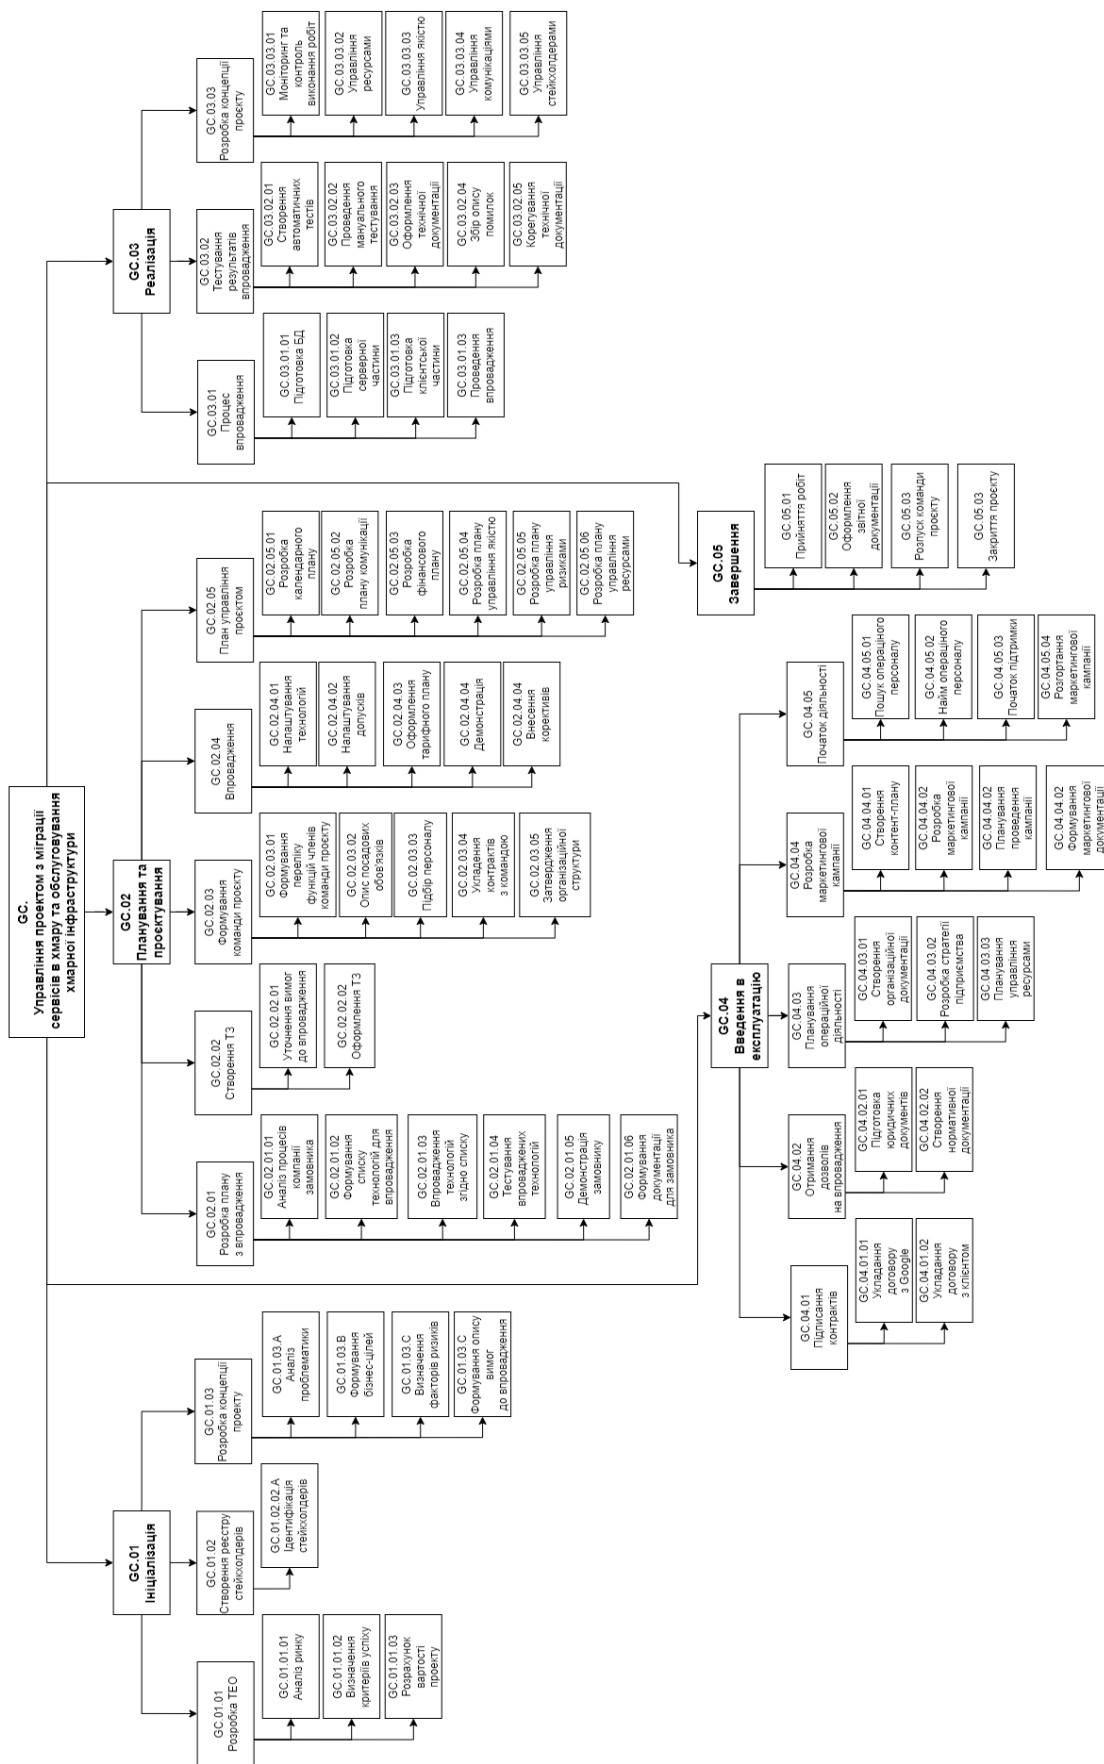 GC.
Управління проектом з міграції
сервісів в хмару та обслуговування
хмарної інфраструктури
GC.01
Ініціалізація
GC.01.01
Розробка ТЕО
GC.01.01.01
Аналіз ринку
GC.01.01.02
Визначення
критеріїв успіху
GC.01.01.03
Розрахунок
вартості
проекту
GC.01.02
Створення реєстру
стейкхолдерів
GC.01.02.02.A
Ідентифікація
стейкхолдерів
GC.01.03
Розробка концепції
проекту
GC.01.03.A
Аналіз
проблематики
GC.01.03.B
Формування
бізнес-цілей
GC.01.03.C
Визначення
факторів ризиків
GC.01.03.C
Формування опису
вимог
до впровадження
GC.02
Планування та
проєктування
GC.02.01
Розробка плану
з впровадження
GC.02.01.01
Аналіз процесів
компанії
замовника
GC.02.01.02
Формування
списку
технологій для
впровадження
GC.02.01.03
Впровадження
технологій
згідно списку
GC.02.01.04
Тестування
впроваджених
технологій
GC.02.01.05
Демонстрація
замовнику
GC.02.01.06
Формування
документації
для замовника
GC.02.02
Створення ТЗ
GC.02.02.01
Уточнення вимог
до впровадження
GC.02.02.02
Оформлення ТЗ
GC.02.03
Формування
команди проєкту
GC.02.03.01
Формування
переліку
функцій членів
команди проєкту
GC.02.03.02
Опис посадових
обов'язків
GC.02.03.03
Підбір персоналу
GC.02.03.04
Укладення
контрактів
з командою
GC.02.03.05
Затвердження
організаційної
структури
GC.02.04
Впровадження
GC.02.04.01
Налаштування
технологій
GC.02.04.02
Налаштування
допусків
GC.02.04.03
Оформлення
тарифного плану
GC.02.04.04
Демонстрація
GC.02.04.04
Внесення
корективів
GC.02.05
План управління
проєктом
GC.02.05.01
Розробка
календарного
плану
GC.02.05.02
Розробка
плану комунікації
GC.02.05.03
Розробка
фінансового
плану
GC.02.05.04
Розробка плану
управління якістю
GC.02.05.05
Розробка плану
управління
ризиками
GC.02.05.06
Розробка плану
управління
ресурсами
GC.03
Реалізація
GC.03.01
Процес
впровадження
GC.03.01.01
Підготовка БД
GC.03.01.02
Підготовка
серверної
частини
GC.03.01.03
Підготовка
клієнтської
частини
GC.03.01.03
Проведення
впровадження
GC.03.02
Тестування
результатів
впровадження
GC.03.02.01
Створення
автоматичних
тестів
GC.03.02.02
Проведення
мануального
тестування
GC.03.02.03
Оформлення
технічної
документації
GC.03.02.04
Збір опису
помилок
GC.03.02.05
Корегування
технічної
документації
GC.03.03
Розробка концепції
проєкту
GC.03.03.01
Моніторинг та
контроль
виконання робіт
GC.03.03.02
Управління
ресурсами
GC.03.03.03
Управління якістю
GC.03.03.04
Управління
комунікаціями
GC.03.03.05
Управління
стейкхолдерами
GC.04
Введення в
експлуатацію
GC.04.01
Підписання
контрактів
GC.04.01.01
Укладання
договору
з Google
GC.04.01.02
Укладання
договору
з клієнтом
GC.04.02
Отримання
дозволів
на впровадження
GC.04.02.01
Підготовка
юридичних
документів
GC.04.02.02
Створення
нормативної
документації
GC.04.03
Планування
операційної
діяльності
GC.04.03.01
Створення
організаційної
документації
GC.04.03.02
Розробка стратегії
підприємства
GC.04.03.03
Планування
управління
ресурсами
GC.04.04
Розробка
маркетингової
кампанії
GC.04.04.01
Створення
контент-плану
GC.04.04.02
Розробка
маркетингової
кампанії
GC.04.04.02
Планування
проведення
кампанії
GC.04.04.02
Формування
маркетингової
документації
GC.04.05
Початок діяльності
GC.04.05.01
Пошук операціного
персоналу
GC.04.05.02
Найм операціного
персоналу
GC.04.05.03
Початок підтримки
GC.04.05.04
Розгортання
маркетингової
кампанії
GC.05
Завершення
GC.05.01
Прийняття робіт
GC.05.02
Оформлення
звітної
документації
GC.05.03
Розпуск команди
проєкту
GC.05.03
Закриття проєкту